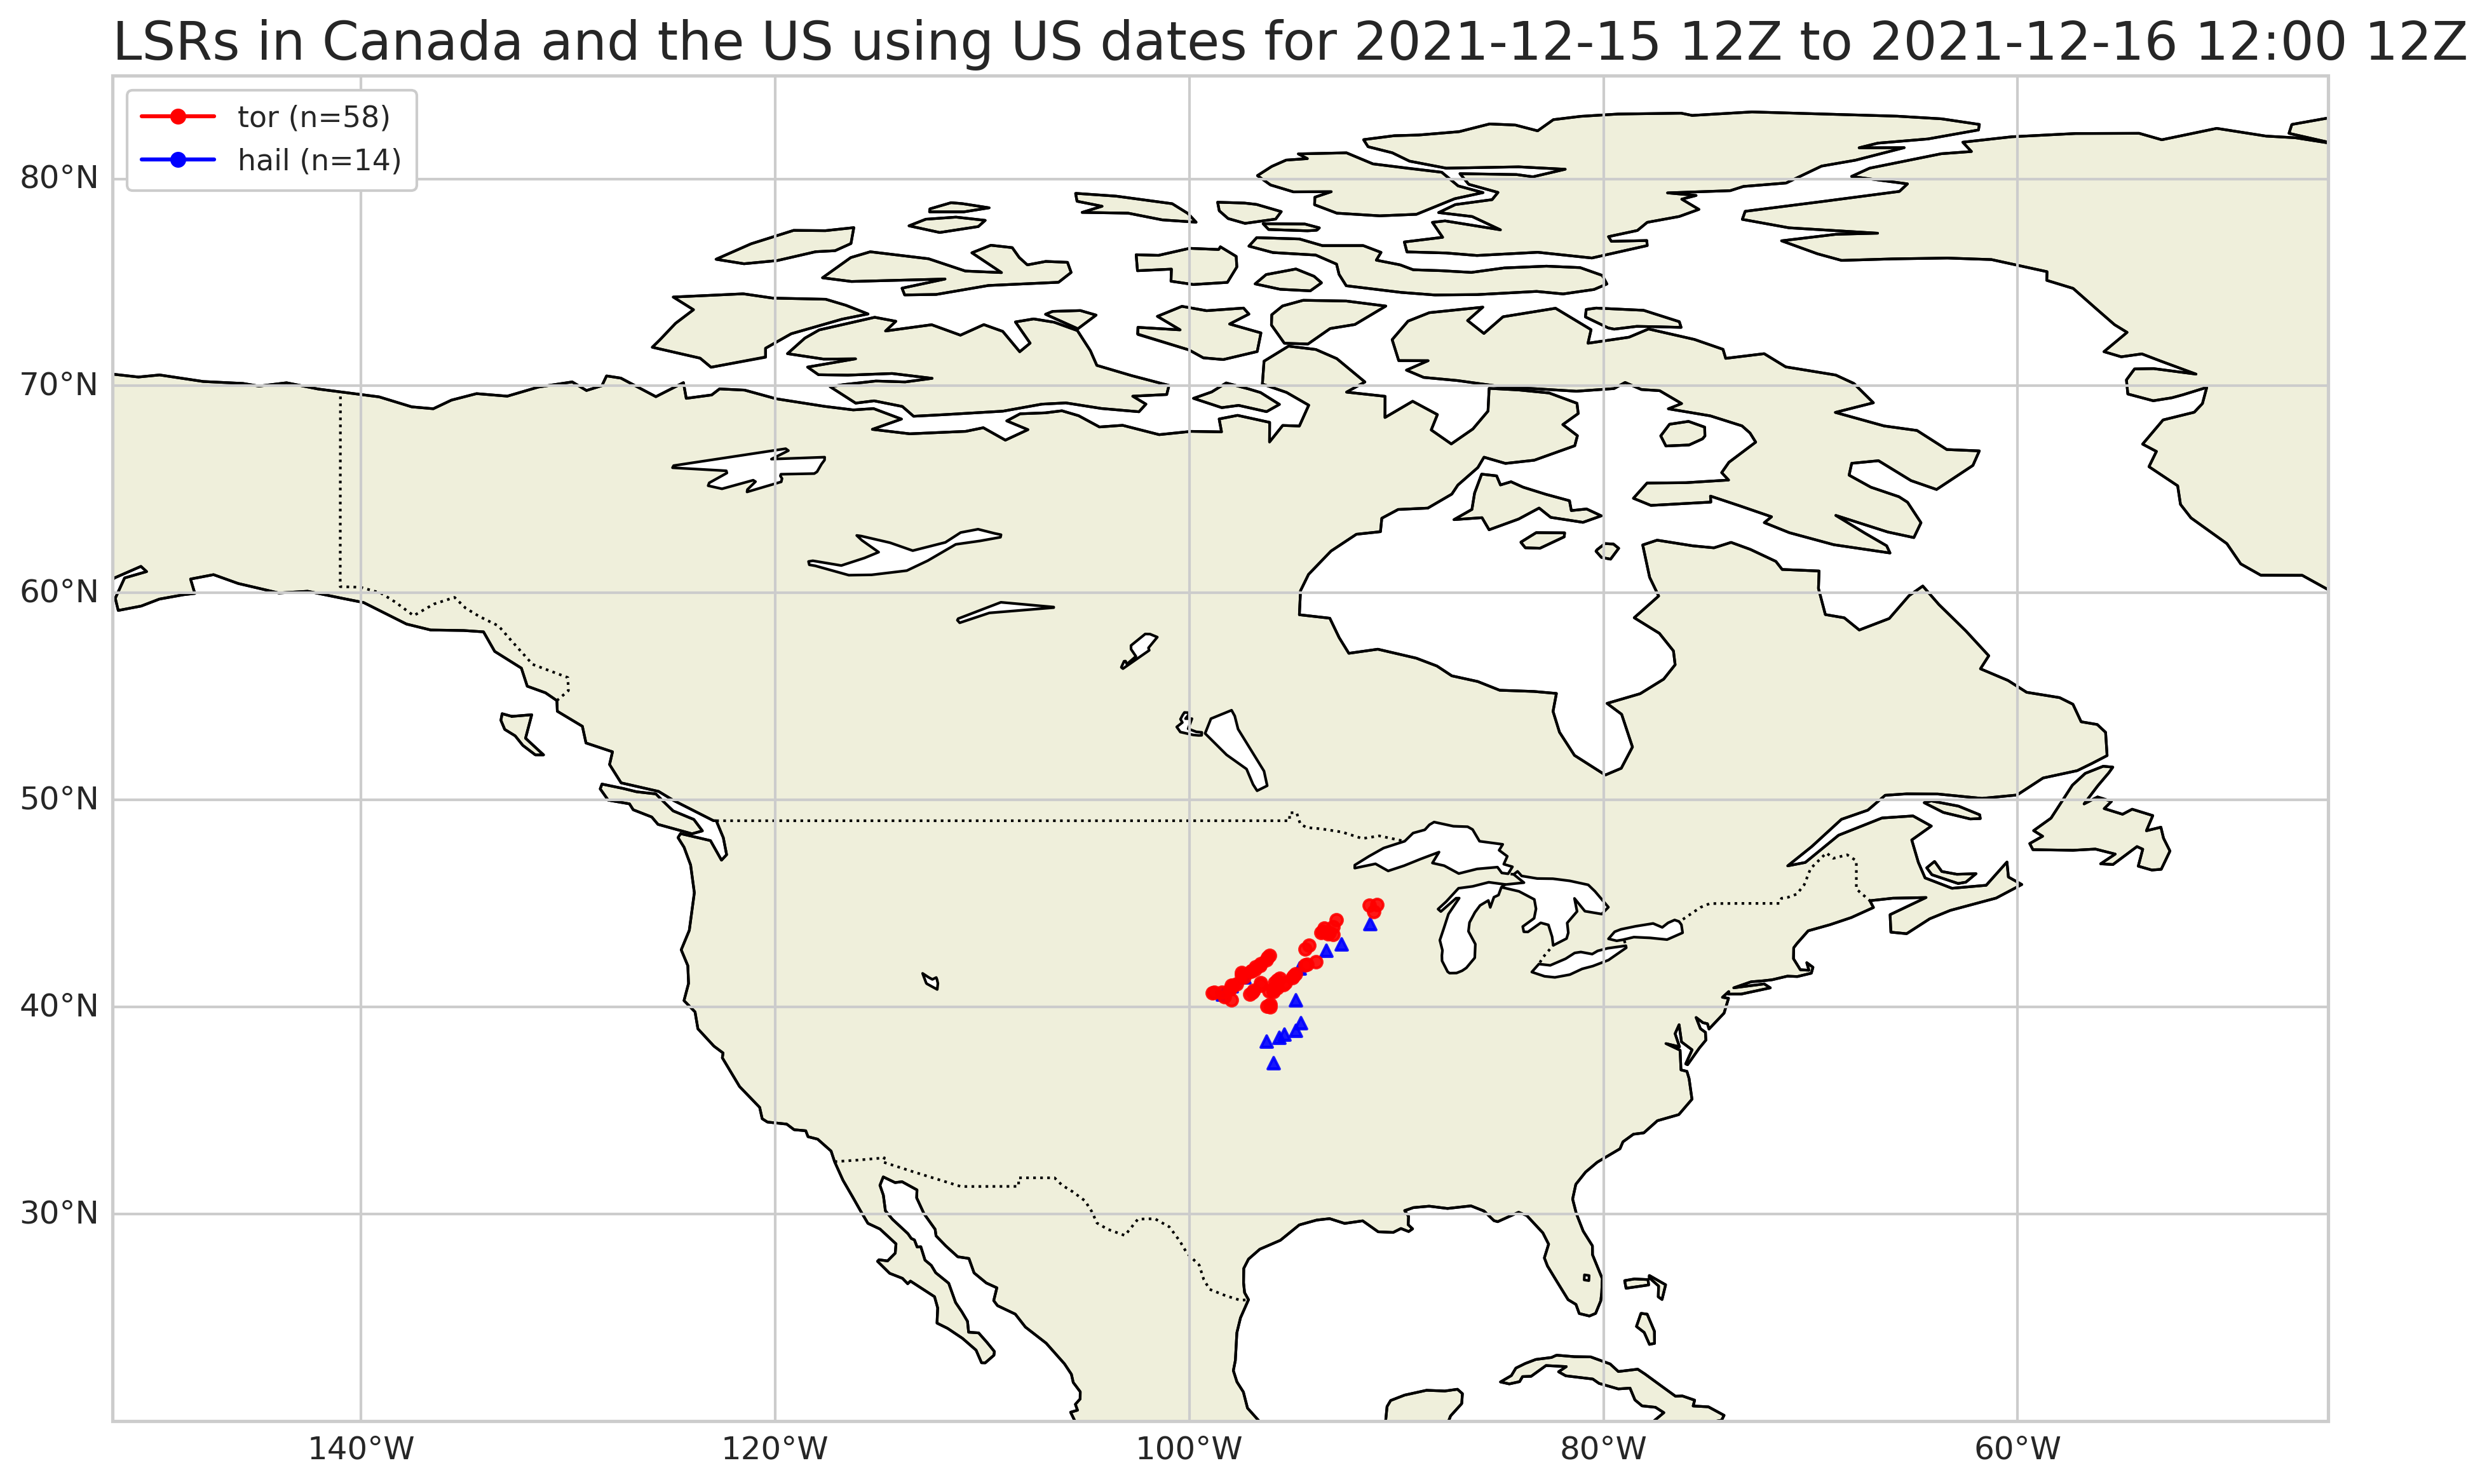 LSRs in Canada and the US using US dates for 2021-12-15 12Z to 2021-12-16 12:00 12Z
tor (n=58)
hail (n=14)
80°N
70°N
60°N
50°N
40°N
30°N
140°W
120°W
100°W
80°W
60°W